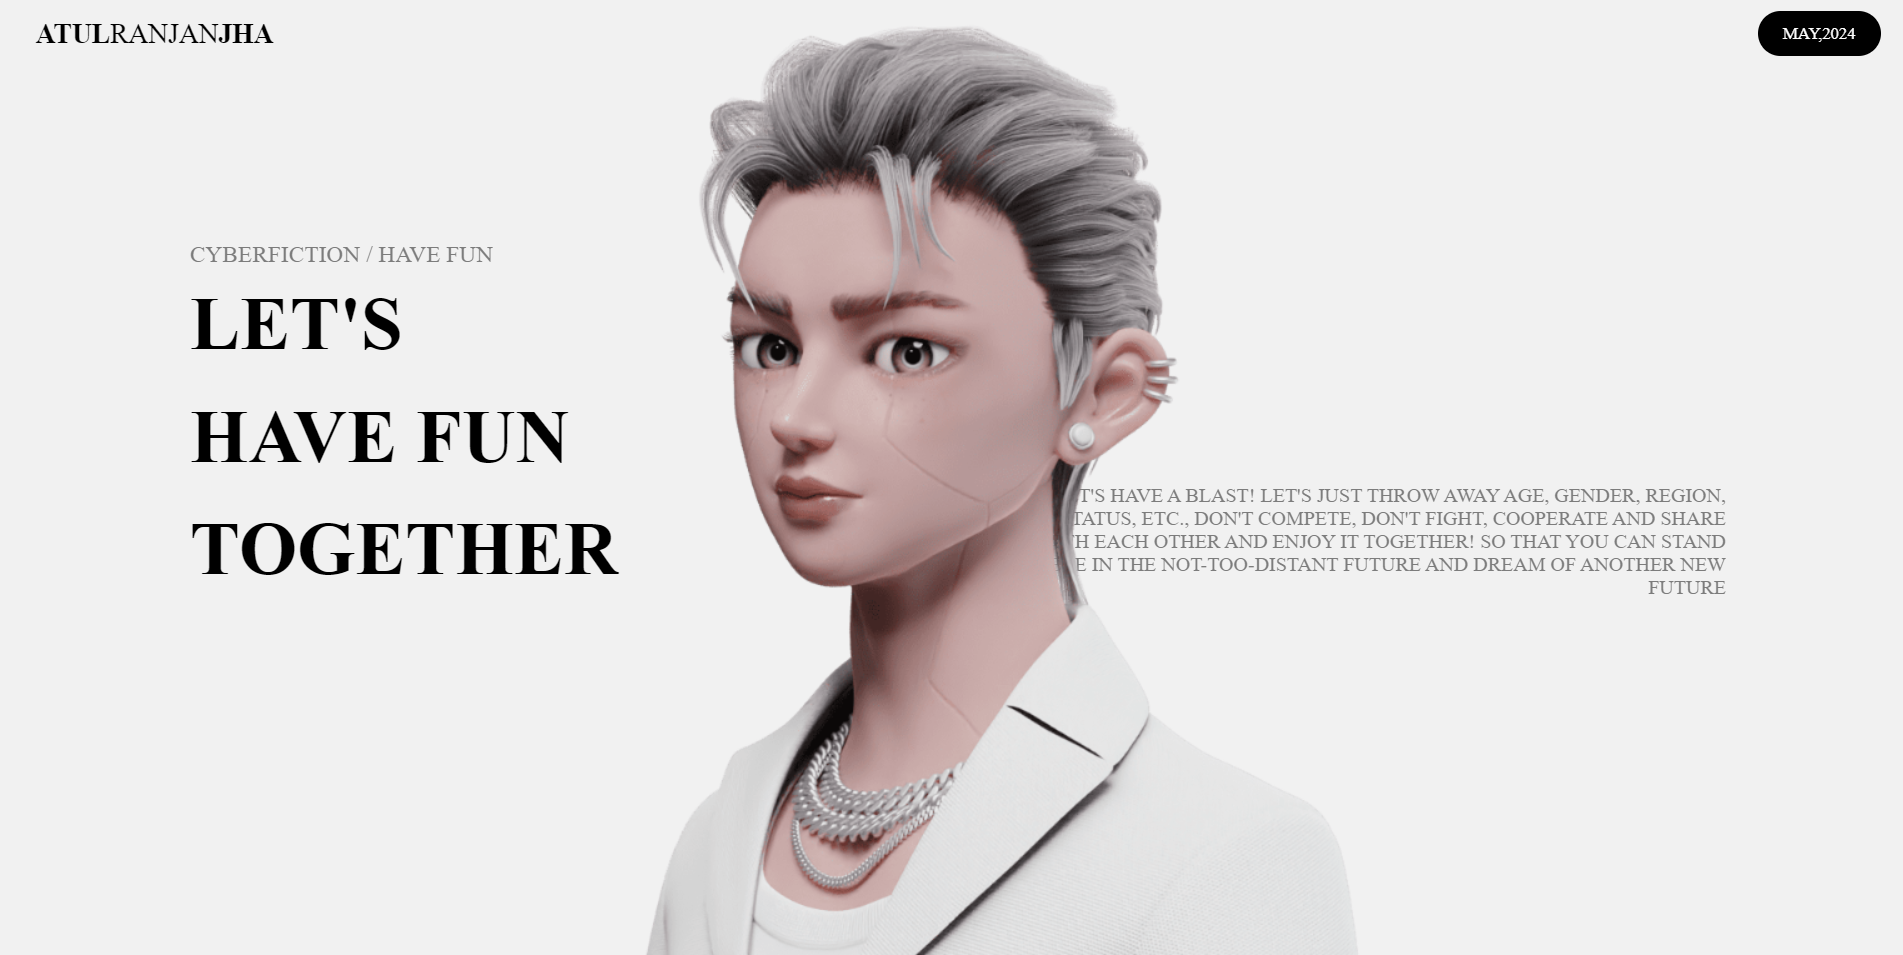 ATULRANJANJHA
MAY,2024
CYBERFICTION / HAVE FUN
LET'S
HAVE FUN
TOGETHER
T'S HAVE A BLAST! LET'S JUST THROW AWAY AGE, GENDER, REGION,
TATUS, ETC., DON'T COMPETE, DON'T FIGHT, COOPERATE AND SHARE
TH EACH OTHER AND ENJOY IT TOGETHER! SO THAT YOU CAN STAND
E IN THE NOT-TOO-DISTANT FUTURE AND DREAM OF ANOTHER NEW
FUTURE